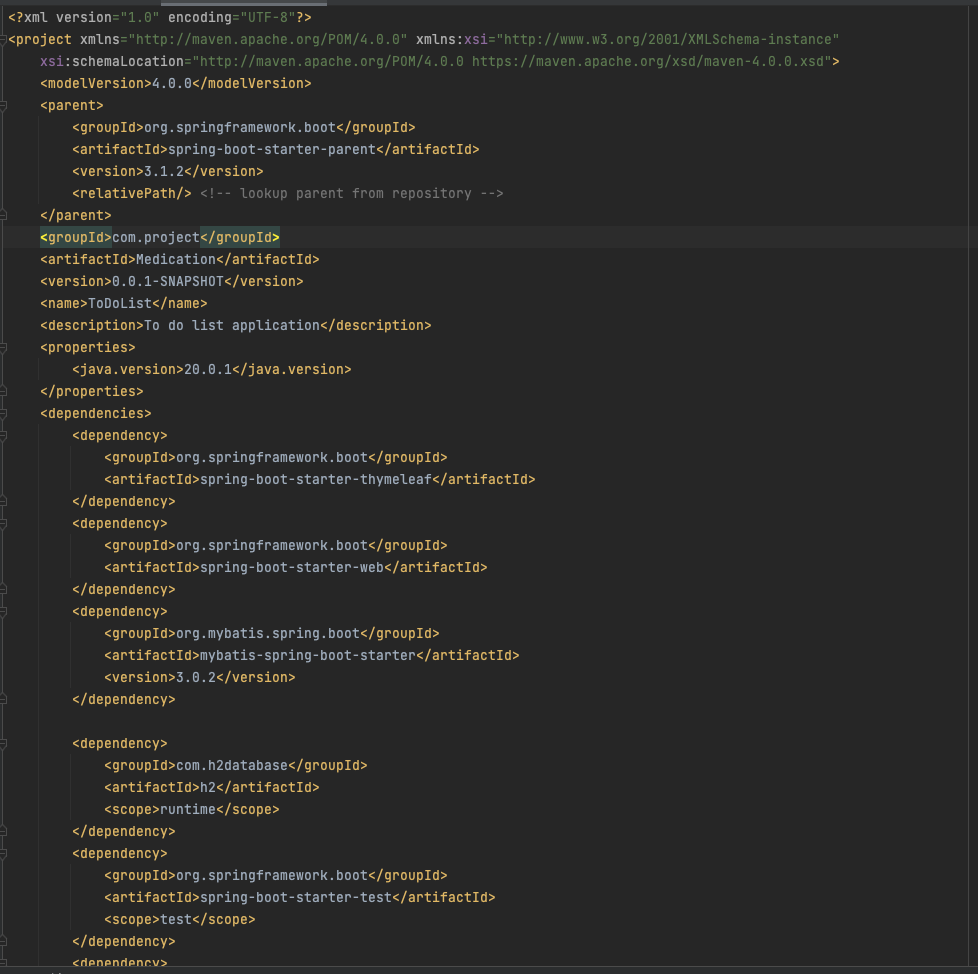 <?xml version="1.0" encoding="UTF-8"?>
<project xmlns="http://maven.apache.org/POM/4.0.0" xmlns:xsi="http://www.w3.org/2001/XMLSchema-instance"
    xsi:schemaLocation="http://maven.apache.org/POM/4.0.0 https://maven.apache.org/xsd/maven-4.0.0.xsd">
    <modelVersion>4.0.0</modelVersion>
    <parent>
        <groupId>org.springframework.boot</groupId>
        <artifactId>spring-boot-starter-parent</artifactId>
        <version>3.1.2</version>
        <relativePath/> <!-- lookup parent from repository -->
    </parent>
    <groupId>com.project</groupId>
    <artifactId>Medication</artifactId>
    <version>0.0.1-SNAPSHOT</version>
    <name>ToDoList</name>
    <description>To do list application</description>
    <properties>
        <java.version>20.0.1</java.version>
    </properties>
    <dependencies>
        <dependency>
            <groupId>org.springframework.boot</groupId>
            <artifactId>spring-boot-starter-thymeleaf</artifactId>
        </dependency>
        <dependency>
            <groupId>org.springframework.boot</groupId>
            <artifactId>spring-boot-starter-web</artifactId>
        </dependency>
        <dependency>
            <groupId>org.mybatis.spring.boot</groupId>
            <artifactId>mybatis-spring-boot-starter</artifactId>
            <version>3.0.2</version>
        </dependency>

        <dependency>
            <groupId>com.h2database</groupId>
            <artifactId>h2</artifactId>
            <scope>runtime</scope>
        </dependency>
        <dependency>
            <groupId>org.springframework.boot</groupId>
            <artifactId>spring-boot-starter-test</artifactId>
            <scope>test</scope>
        </dependency>
        <dependency>